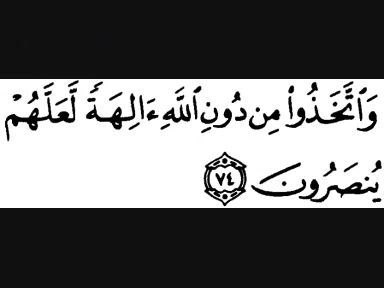 وَٱتَّخَذُوا۟ مِن دُونِ ٱللَّهِ ءَالِهَةً لَّعَلَّهُمْ
يُنصَرُونَ ٧٤